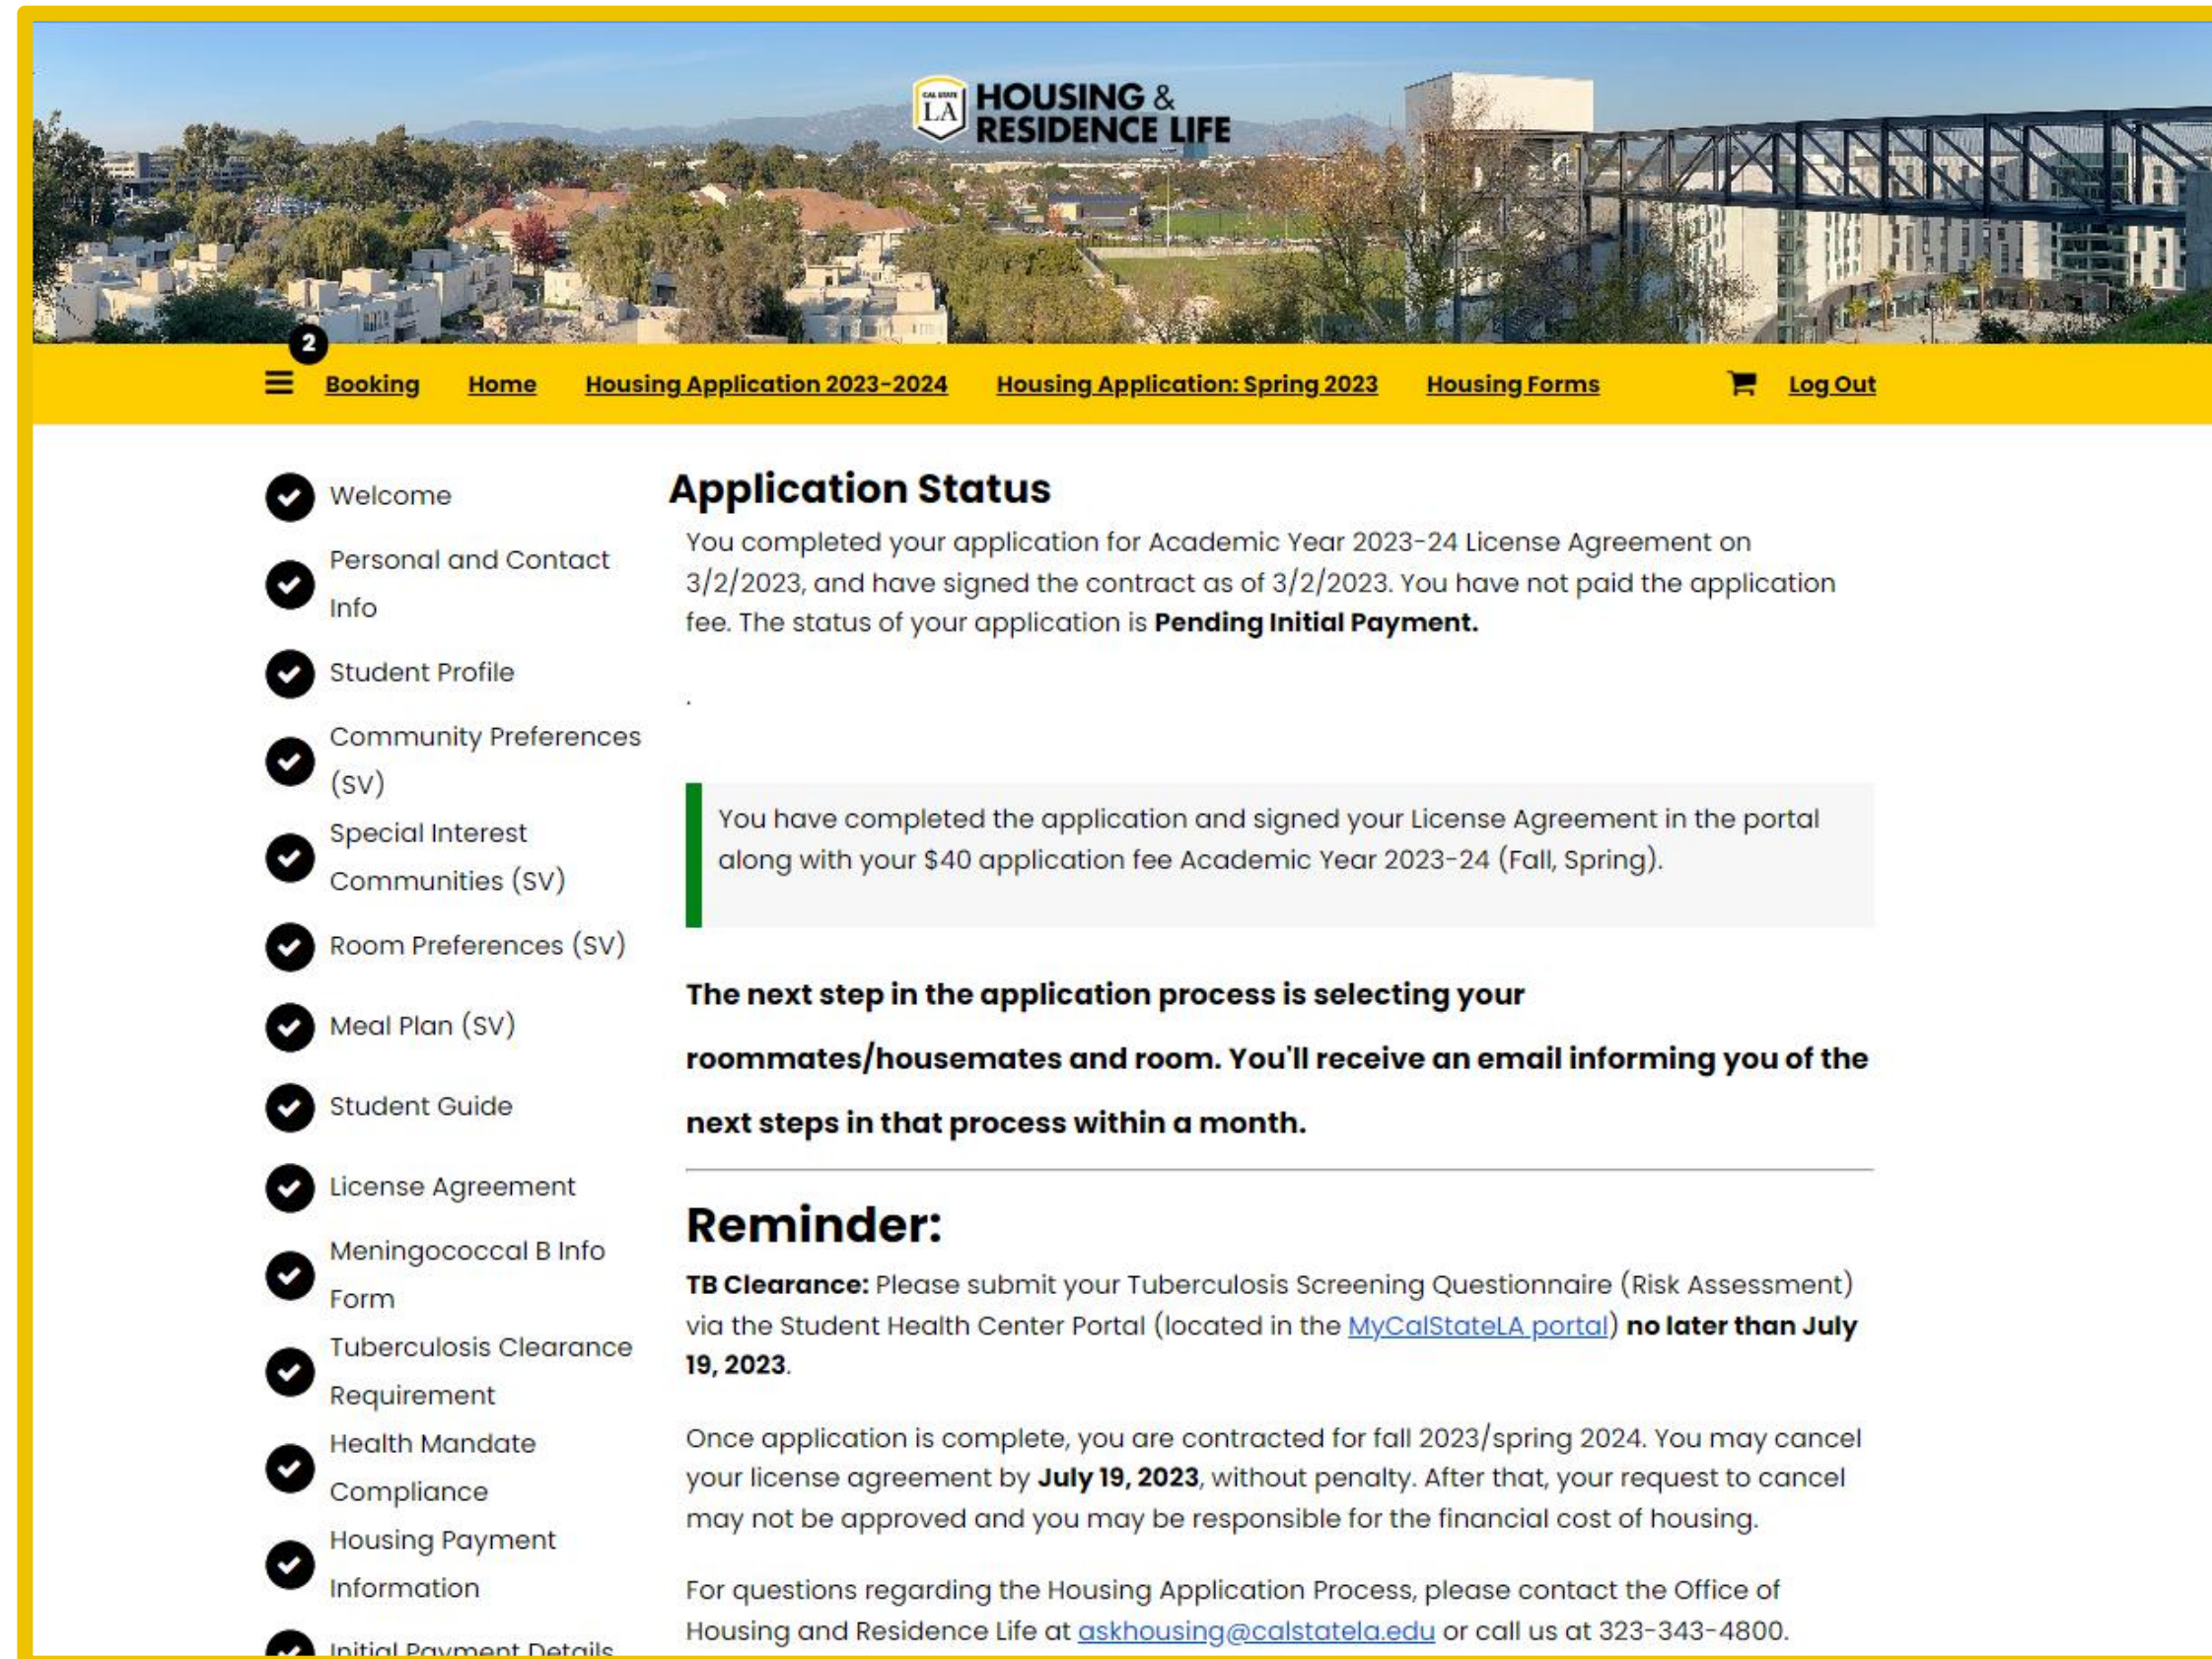 CAL STATE
LA
HOUSING &
RESIDENCE LIFE
2
Booking Home Housing Application 2023-2024 Housing Application: Spring 2023 Housing Forms Log Out
Welcome
Personal and Contact
Info
Student Profile
Community Preferences
(SV)
Special Interest
Communities (SV)
Room Preferences (SV)
Meal Plan (SV)
Student Guide
License Agreement
Meningococcal B Info
Form
Tuberculosis Clearance
Requirement
Health Mandate
Compliance
Housing Payment
Information
Initial Payment Details
Application Status
You completed your application for Academic Year 2023-24 License Agreement on
3/2/2023, and have signed the contract as of 3/2/2023. You have not paid the application
fee. The status of your application is Pending Initial Payment.
.
You have completed the application and signed your License Agreement in the portal
along with your $40 application fee Academic Year 2023-24 (Fall, Spring).
The next step in the application process is selecting your
roommates/housemates and room. You'll receive an email informing you of the
next steps in that process within a month.
Reminder:
TB Clearance: Please submit your Tuberculosis Screening Questionnaire (Risk Assessment)
via the Student Health Center Portal (located in the MyCalStateLA portal) no later than July
19, 2023.
Once application is complete, you are contracted for fall 2023/spring 2024. You may cancel
your license agreement by July 19, 2023, without penalty. After that, your request to cancel
may not be approved and you may be responsible for the financial cost of housing.
For questions regarding the Housing Application Process, please contact the Office of
Housing and Residence Life at askhousing@calstatela.edu or call us at 323-343-4800.